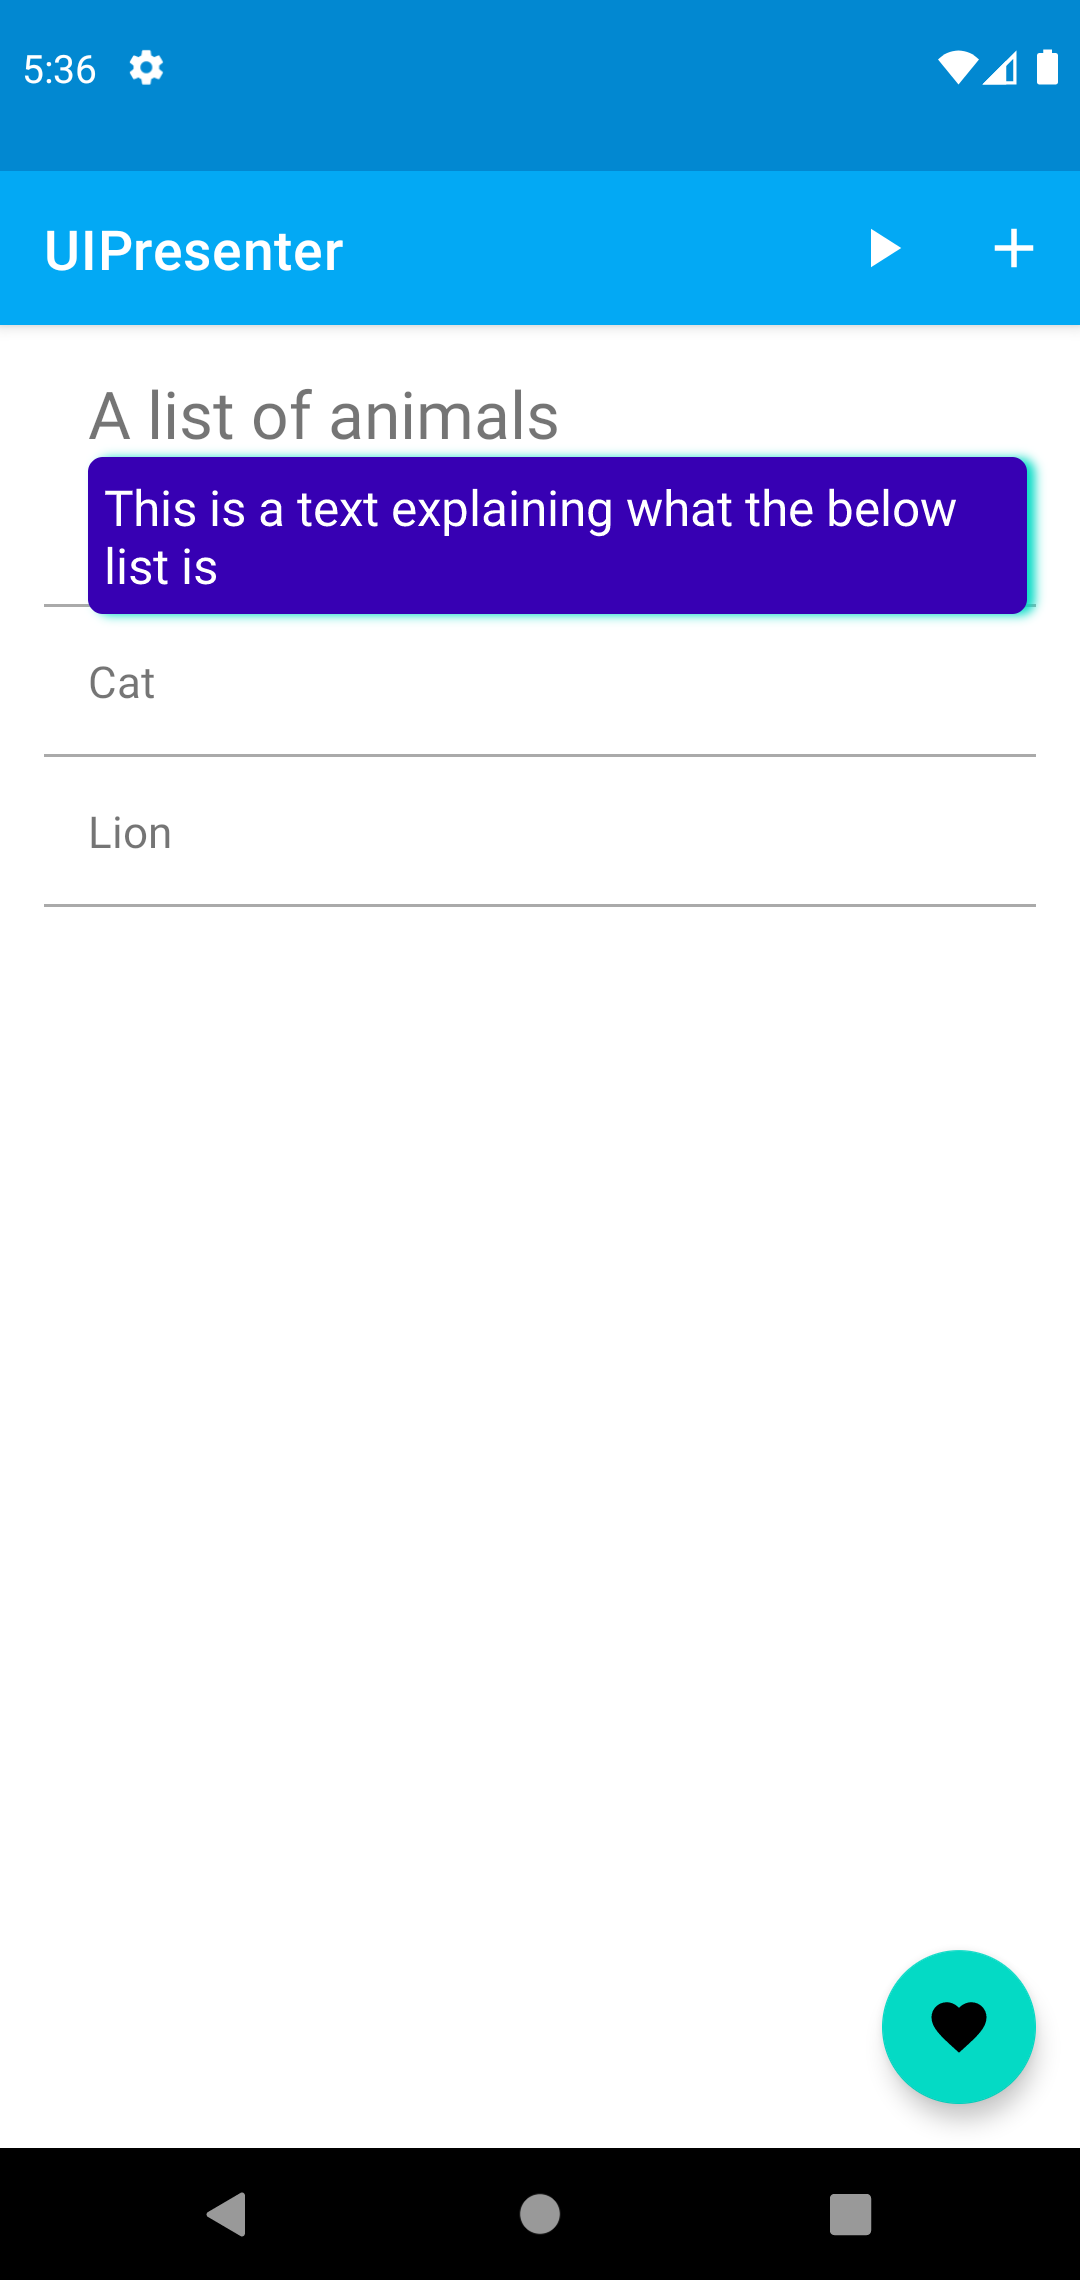 5:36
UIPresenter
A list of animals
This is a text explaining what the below
list is
Cat
Lion